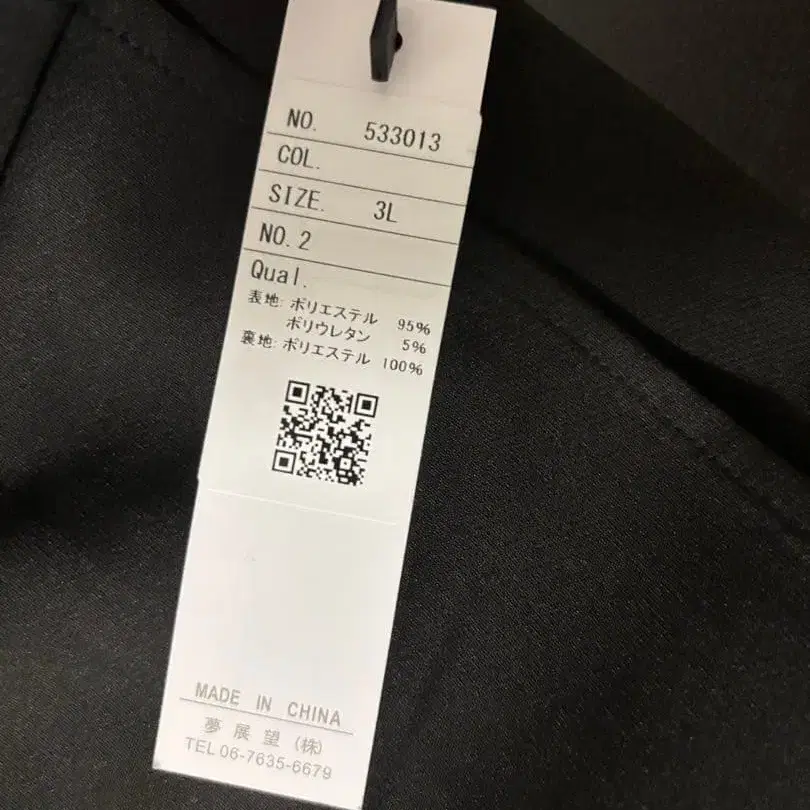 NO. 533013
COL.
SIZE. 3L
NO.2
Qual.
表地: ポリエステル 95%
ポリウレタン 5%
裏地: ポリエステル 100%
MADE IN CHINA
夢展望(株)
TEL 06-7635-6679